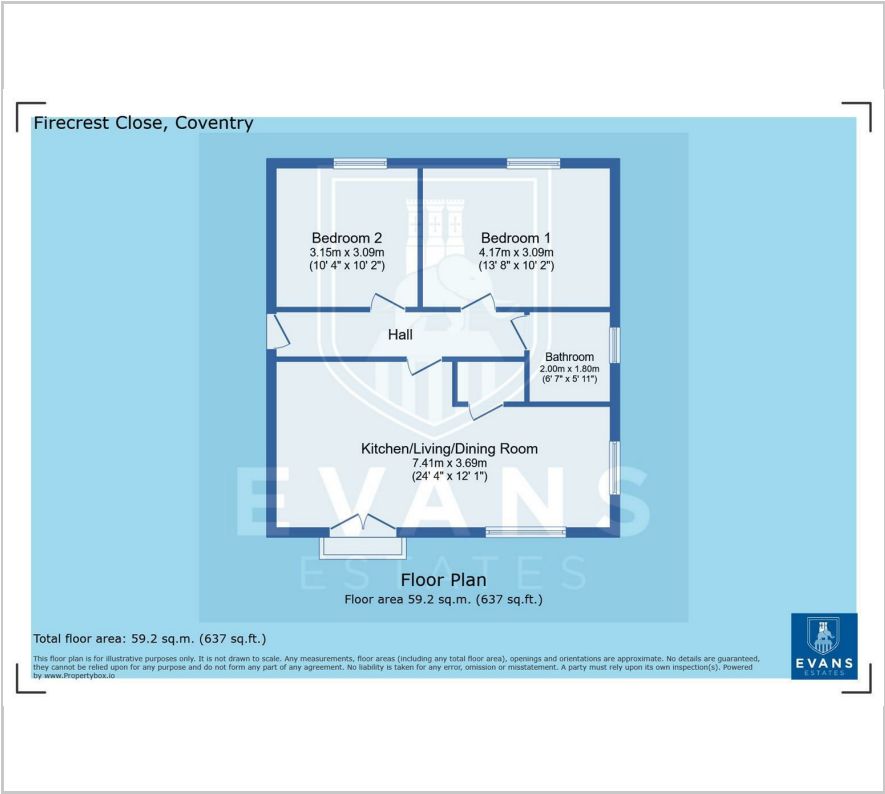 Firecrest Close, Coventry
Bedroom 2
3.15m x 3.09m
(10' 4" x 10' 2")
Bedroom 1
4.17m x 3.09m
(13' 8" x 10' 2")
Hall
Bathroom
2.00m x 1.80m
(6' 7" x 5' 11")
Kitchen/Living/Dining Room
7.41m x 3.69m
(24' 4" x 12' 1")
EVANS
ESTATES
Floor Plan
Floor area 59.2 sq.m. (637 sq.ft.)
Total floor area: 59.2 sq.m. (637 sq.ft.)
This floor plan is for illustrative purposes only. It is not drawn to scale. Any measurements, floor areas (including any total floor area), openings and orientations are approximate. No details are guaranteed,
they cannot be relied upon for any purpose and do not form any part of any agreement. No liability is taken for any error, omission or misstatement. A party must rely upon its own inspection(s). Powered
by www.Propertybox.io
EVANS
ESTATES